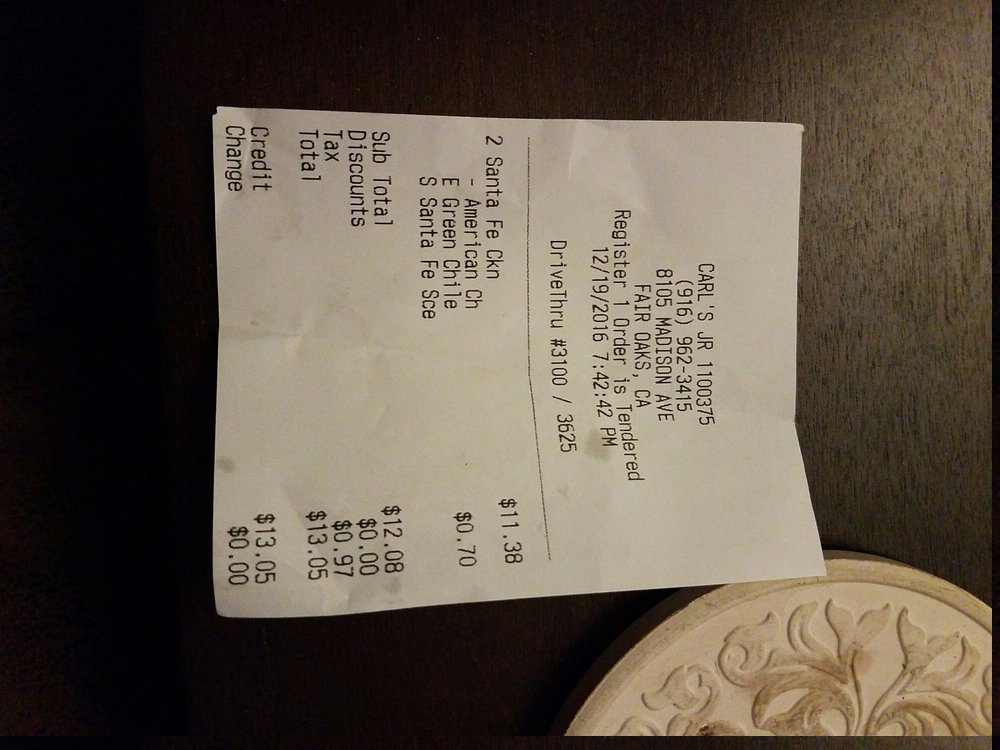 CARL'S JR 1100375
(916) 962-3415
8105 MADISON AVE
FAIR OAKS, CA
Register 1 Order is Tendered
12/19/2016 7:42:42 PM
DriveThru #3100 / 3625
2 Santa Fe Ckn $11.38
- American Ch
E Green Chile $0.70
S Santa Fe Sce
Sub Total $12.08
Discounts $0.00
Tax $0.97
Total $13.05
Credit $13.05
Change $0.00